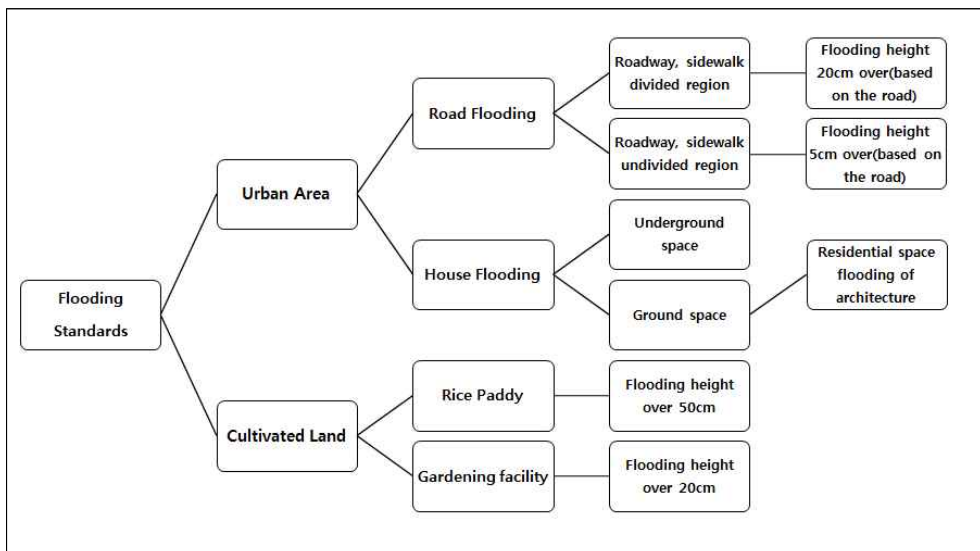 Flooding
Standards
Urban Area
Cultivated Land
Road Flooding
House Flooding
Rice Paddy
Gardening facility
Roadway, sidewalk
divided region
Roadway, sidewalk
undivided region
Underground
space
Ground space
Flooding height
over 50cm
Flooding height
over 20cm
Flooding height
20cm over(based
on the road)
Flooding height
5cm over(based on
the road)
Residential space
flooding of
architecture